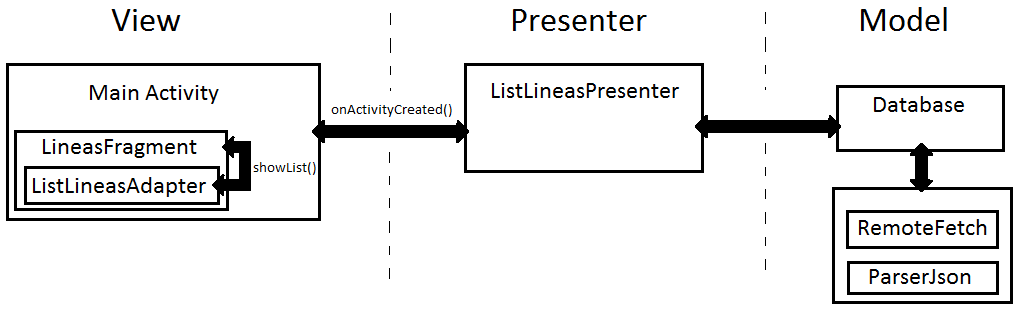 View
Presenter
Model
Main Activity
LineasFragment
ListLineasAdapter
showList()
onActivityCreated()
ListLineasPresenter
Database
RemoteFetch
ParserJson